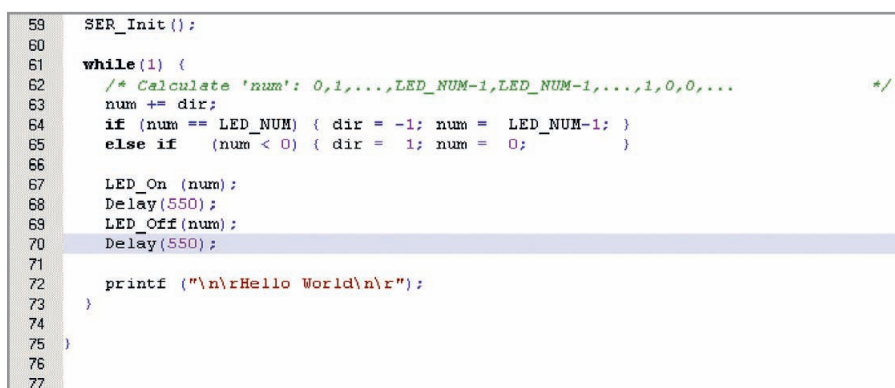 59 SER_Init();
60
61 while(1) {
62 /* Calculate 'num': 0,1,...,LED_NUM-1,LED_NUM-1,...,1,0,0,... */
63 num += dir;
64 if (num == LED_NUM) { dir = -1; num = LED_NUM-1; }
65 else if (num < 0) { dir = 1; num = 0; }
66
67 LED_On (num);
68 Delay(550);
69 LED_Off(num);
70 Delay(550);
71
72 printf ("\n\rHello World\n\r");
73 }
74
75 }
76
77